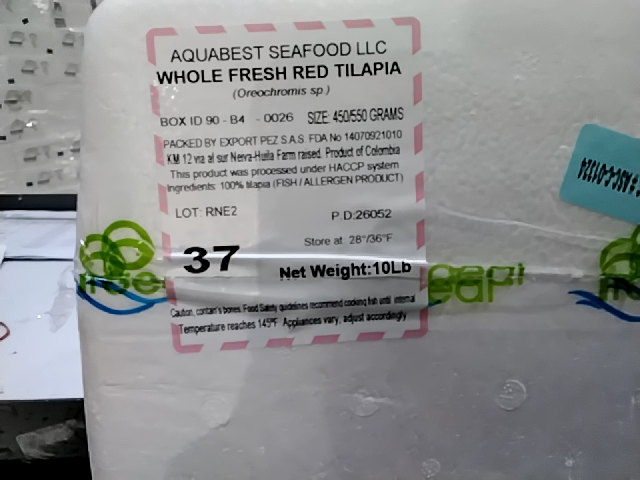 AQUABEST SEAFOOD LLC
WHOLE FRESH RED TILAPIA
(Oreochromis sp.)
BOX ID 90 - B4 - 0026 SIZE: 450/550 GRAMS
PACKED BY EXPORT PEZ S.A.S. FDA No 14070921010
KM 12 via al sur Neiva-Huila Farm raised. Product of Colombia
This product was processed under HACCP system
Ingredients: 100% tilapia (FISH / ALLERGEN PRODUCT)
LOT: RNE2 P.D:26052
Store at: 28°/36°F
37 Net Weight:10Lb
Caution, contain's bones. Food Safety guidelines recommend cooking fish until internal
Temperature reaches 145°F. Appliances vary, adjust accordingly